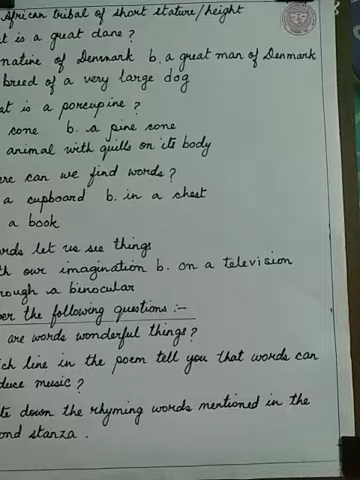 African tribal of short stature/height
t is a great dane?
native of Denmark b. a great man of Denmark
breed of a very large dog
at is a porcupine?
cone b. a pine cone
animal with quills on its body
ere can we find words?
a cupboard b. in a chest
a book
ords let us see things
th our imagination b. on a television
rough a binocular
er the following questions :-
are words wonderful things?
ich line in the poem tell you that words can
duce music?
te down the rhyming words mentioned in the
ond stanza.